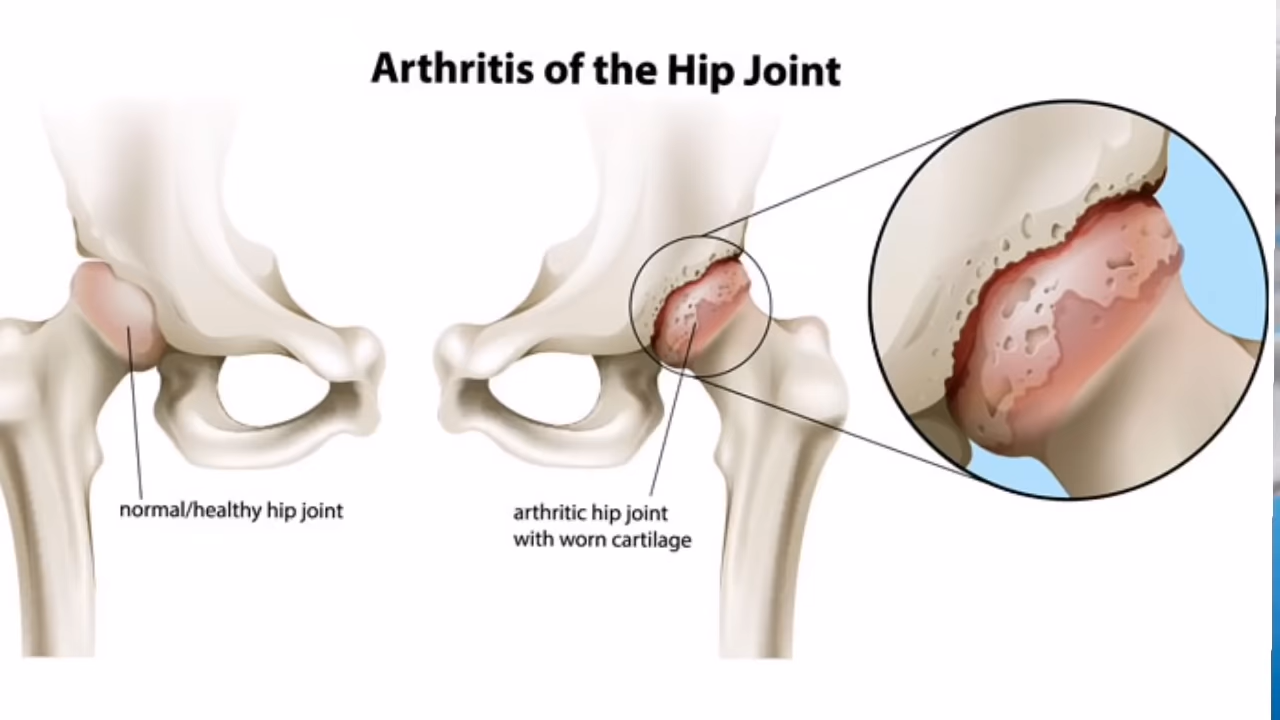 Arthritis of the Hip Joint
normal/healthy hip joint
arthritic hip joint
with worn cartilage